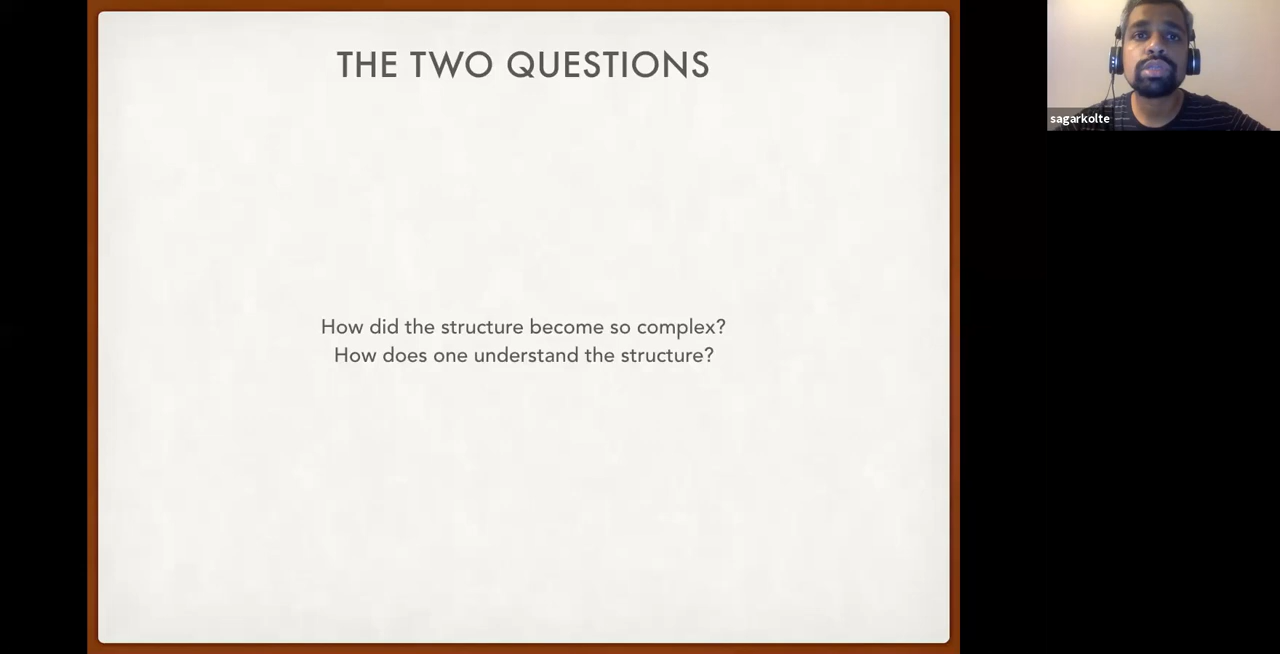 THE TWO QUESTIONS
How did the structure become so complex?
How does one understand the structure?
sagarkolte